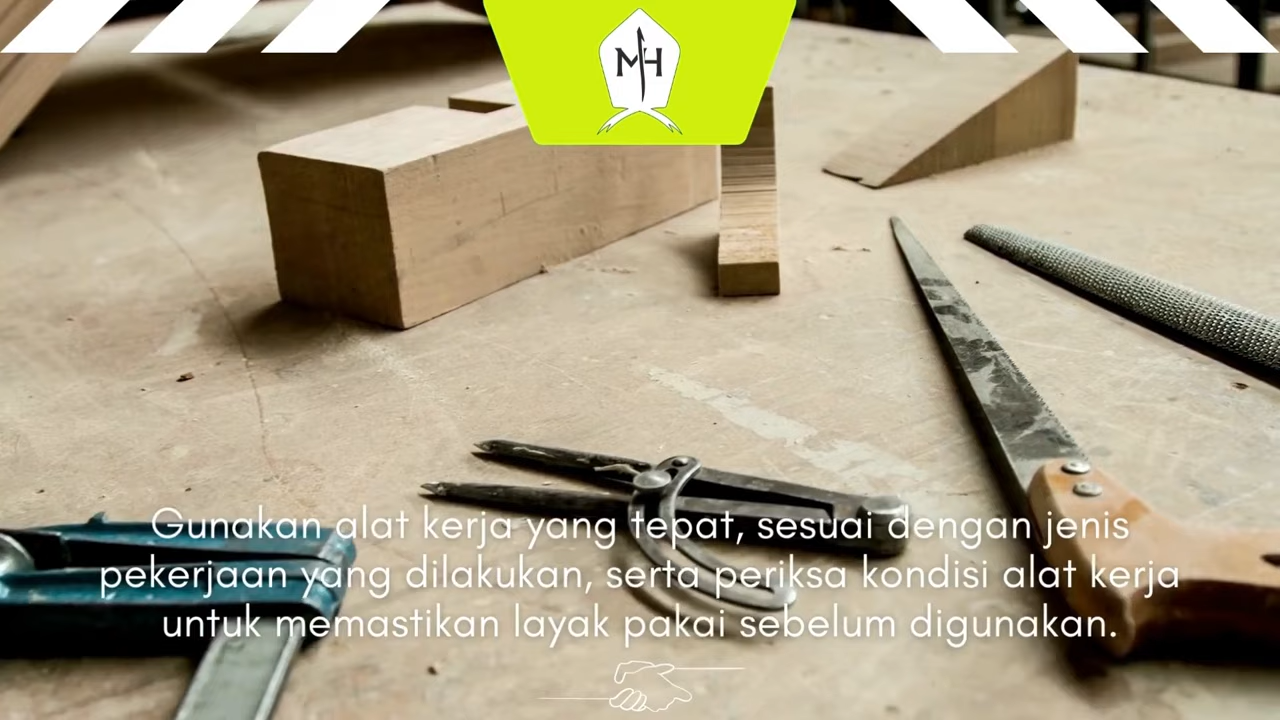 MH
Gunakan alat kerja yang tepat, sesuai dengan jenis
pekerjaan yang dilakukan, serta periksa kondisi alat kerja
untuk memastikan layak pakai sebelum digunakan.